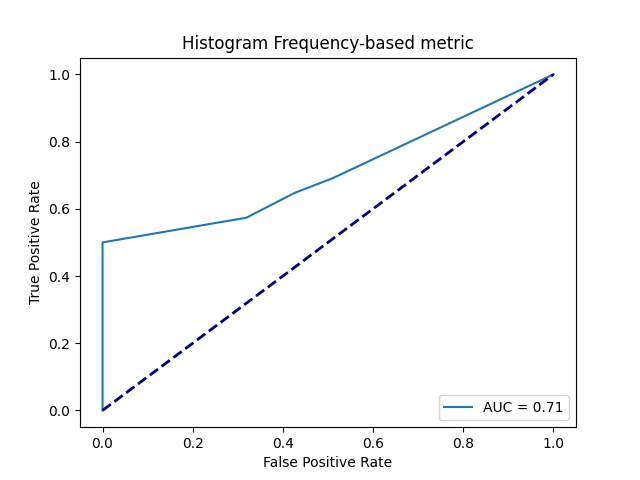 Histogram Frequency-based metric
True Positive Rate
1.0
0.8
0.6
0.4
0.2
0.0
AUC = 0.71
0.0 0.2 0.4 0.6 0.8 1.0
False Positive Rate